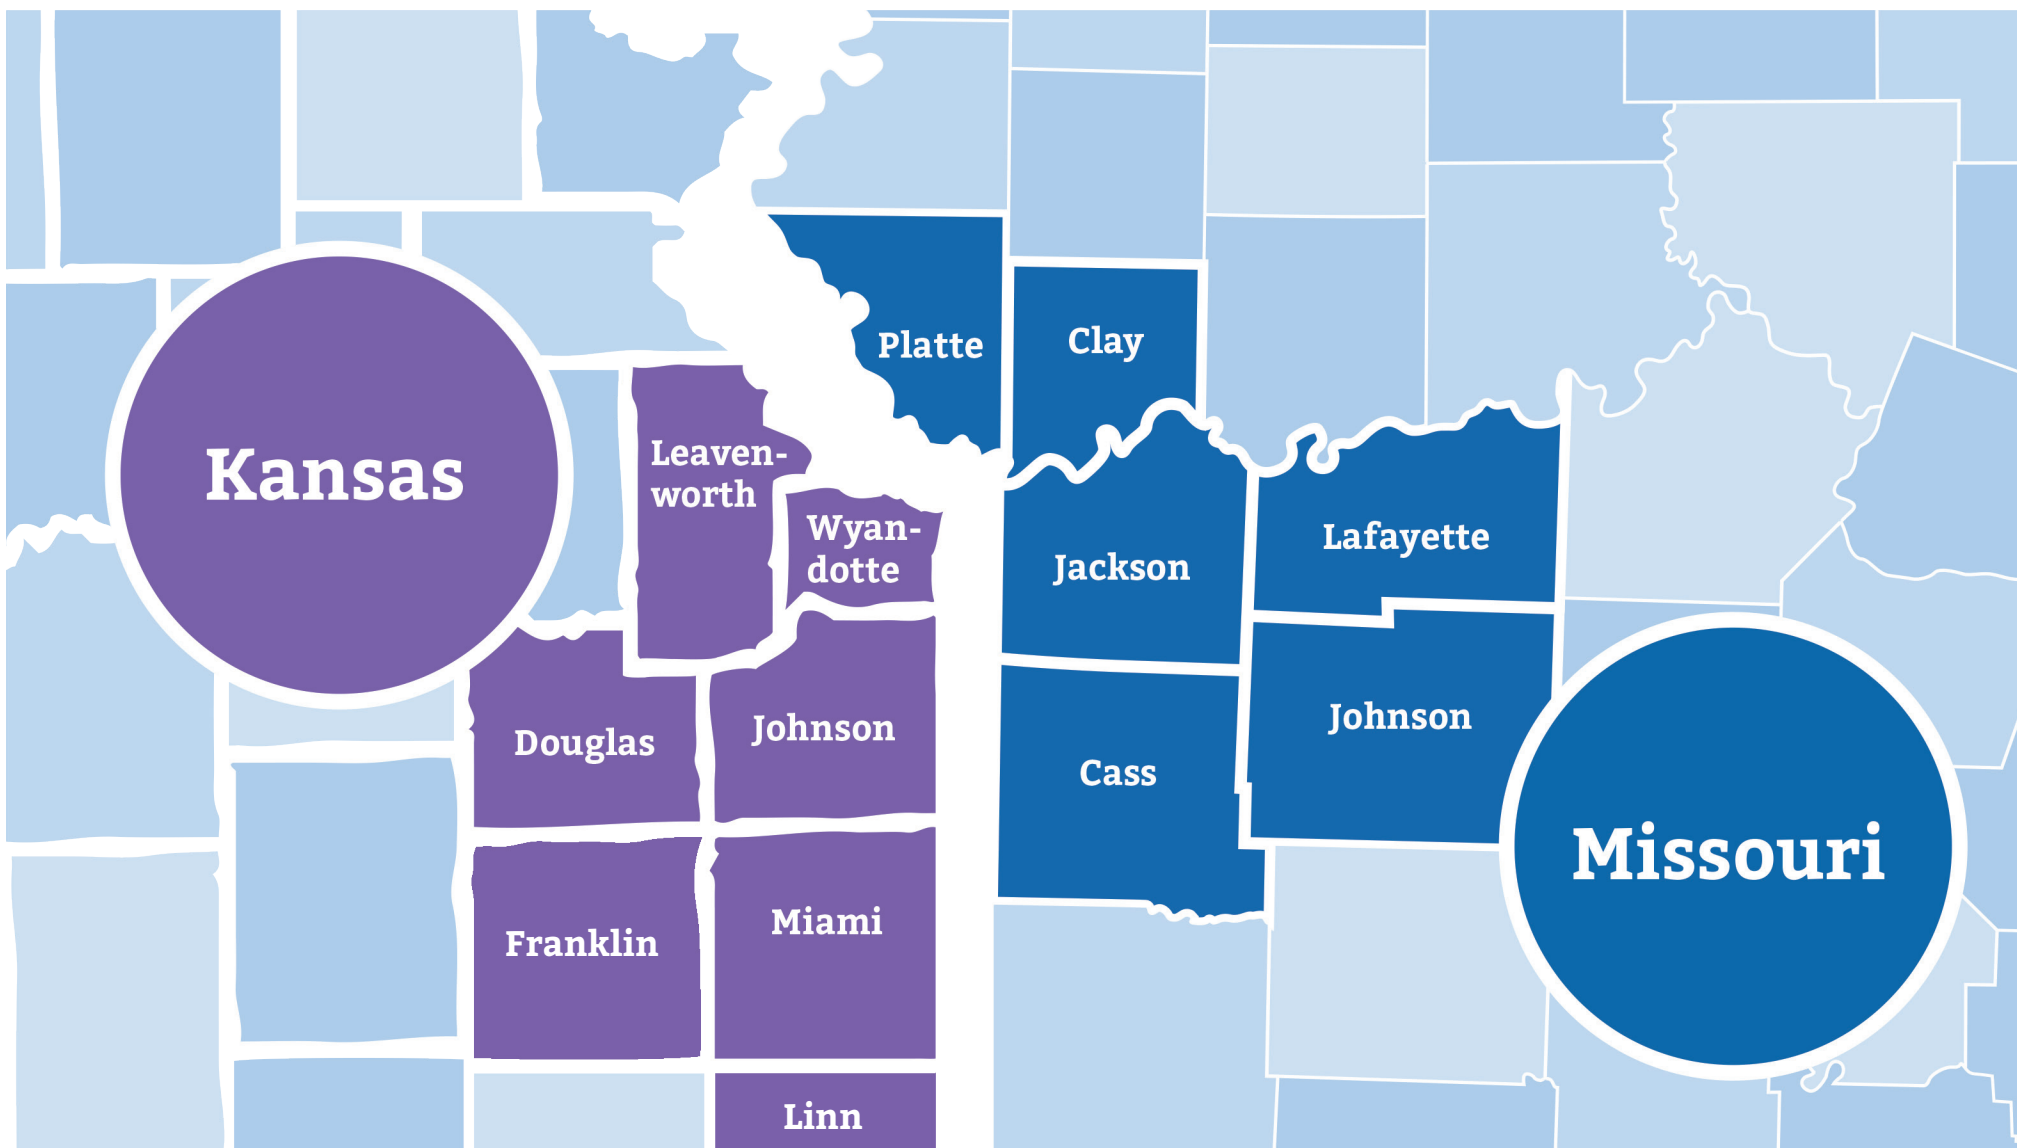 Platte
Clay
Kansas
Leaven-
worth
Wyan-
dotte
Jackson
Lafayette
Douglas
Johnson
Cass
Johnson
Missouri
Franklin
Miami
Linn